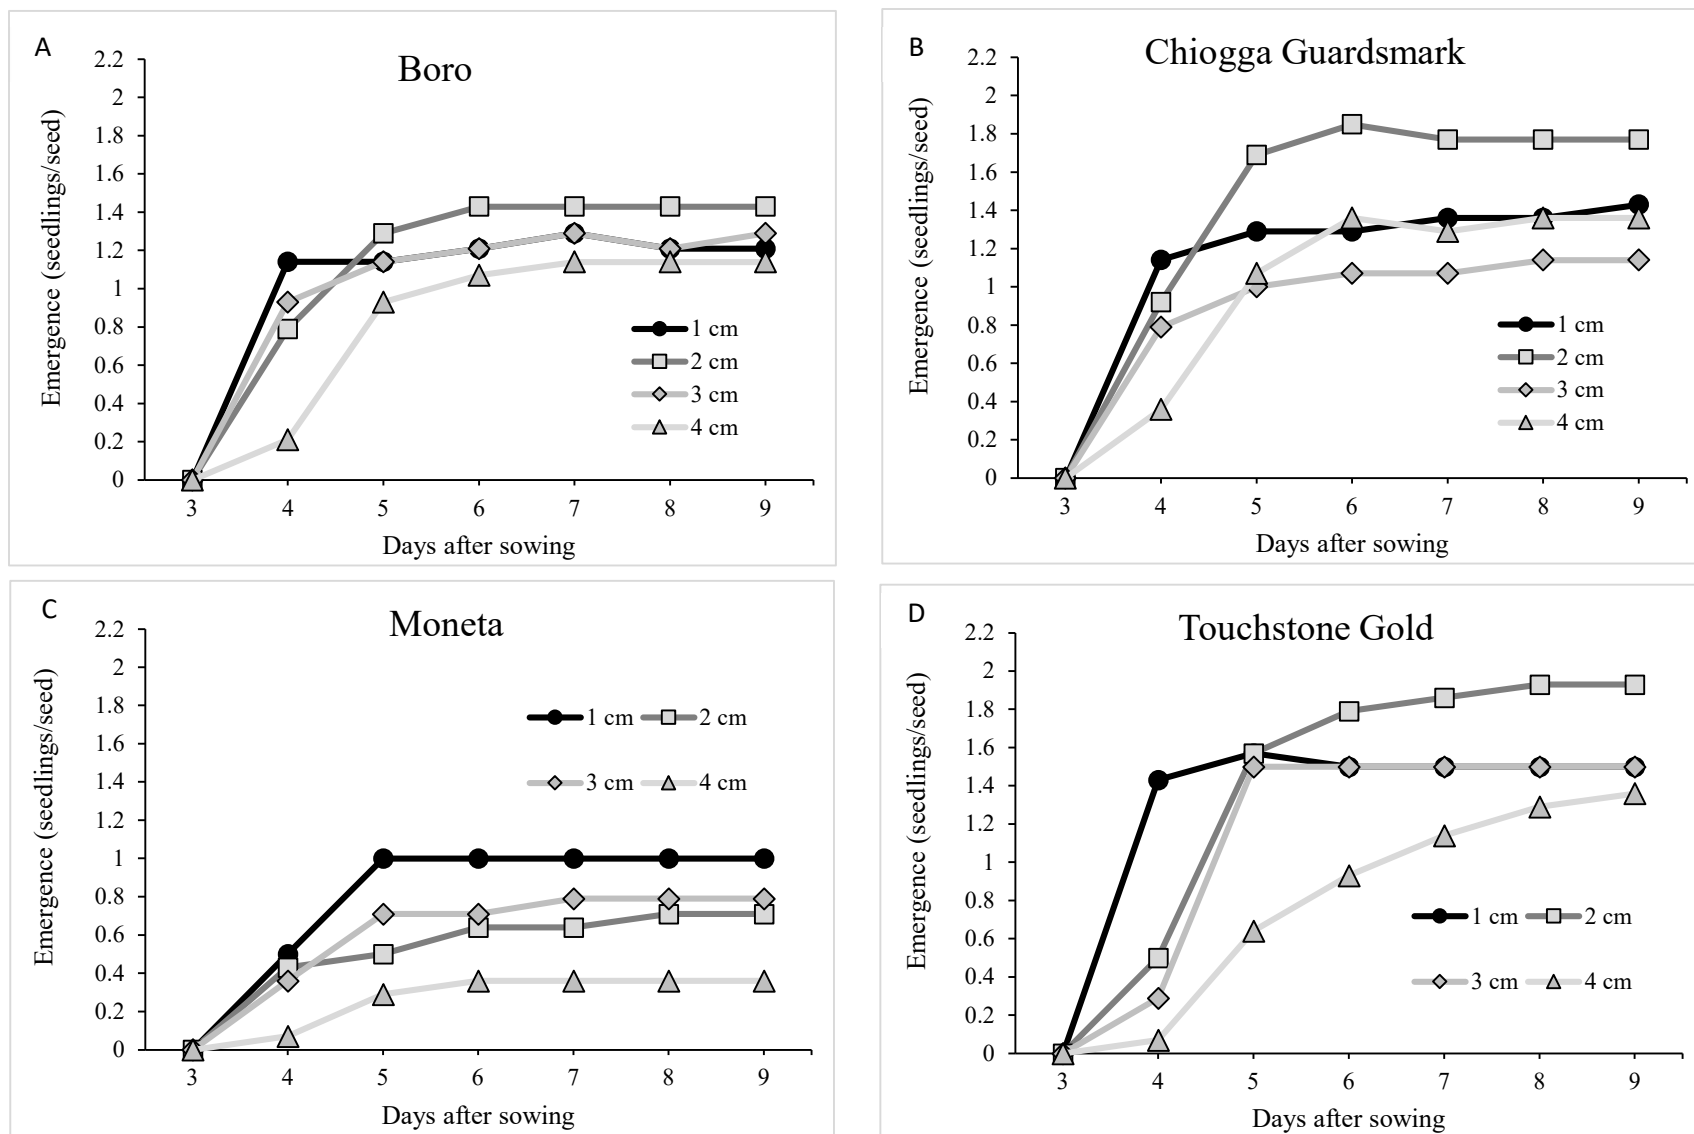 A
Boro
Emergence (seedlings/seed)
2.2
2
1.8
1.6
1.4
1.2
1
0.8
0.6
0.4
0.2
0
3 4 5 6 7 8 9
Days after sowing
1 cm
2 cm
3 cm
4 cm
B
Chiogga Guardsmark
Emergence (seedlings/seed)
2.2
2
1.8
1.6
1.4
1.2
1
0.8
0.6
0.4
0.2
0
3 4 5 6 7 8 9
Days after sowing
1 cm
2 cm
3 cm
4 cm
C
Moneta
Emergence (seedlings/seed)
2.2
2
1.8
1.6
1.4
1.2
1
0.8
0.6
0.4
0.2
0
3 4 5 6 7 8 9
Days after sowing
1 cm 2 cm
3 cm 4 cm
D
Touchstone Gold
Emergence (seedlings/seed)
2.2
2
1.8
1.6
1.4
1.2
1
0.8
0.6
0.4
0.2
0
3 4 5 6 7 8 9
Days after sowing
1 cm 2 cm
3 cm 4 cm